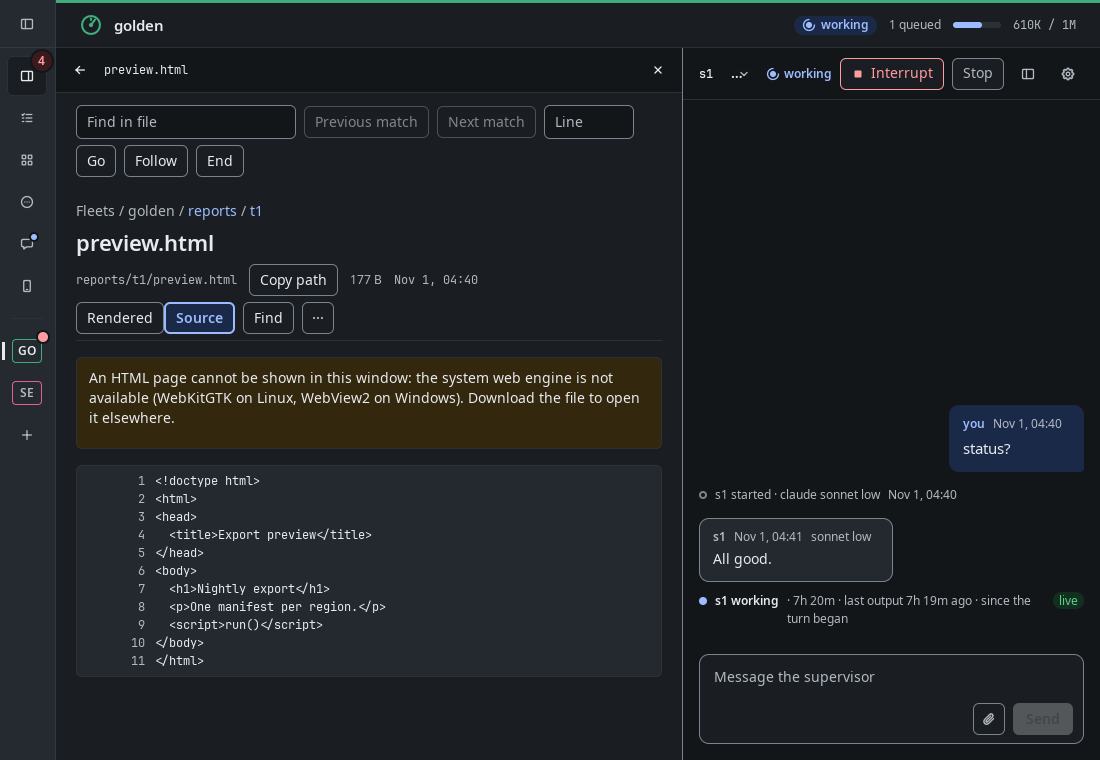 golden
working
1 queued
610K / 1M
4
GO
SE
preview.html
Find in file
Previous match
Next match
Line
Go
Follow
End
Fleets / golden / reports / t1
preview.html
reports/t1/preview.html
Copy path
177 B
Nov 1, 04:40
Rendered
Source
Find
...
An HTML page cannot be shown in this window: the system web engine is not
available (WebKitGTK on Linux, WebView2 on Windows). Download the file to open
it elsewhere.
1 <!doctype html>
2 <html>
3 <head>
4   <title>Export preview</title>
5 </head>
6 <body>
7   <h1>Nightly export</h1>
8   <p>One manifest per region.</p>
9   <script>run()</script>
10 </body>
11 </html>
s1
...
working
Interrupt
Stop
you Nov 1, 04:40
status?
s1 started · claude sonnet low Nov 1, 04:40
s1 Nov 1, 04:41 sonnet low
All good.
s1 working · 7h 20m · last output 7h 19m ago · since the
turn began
live
Message the supervisor
Send